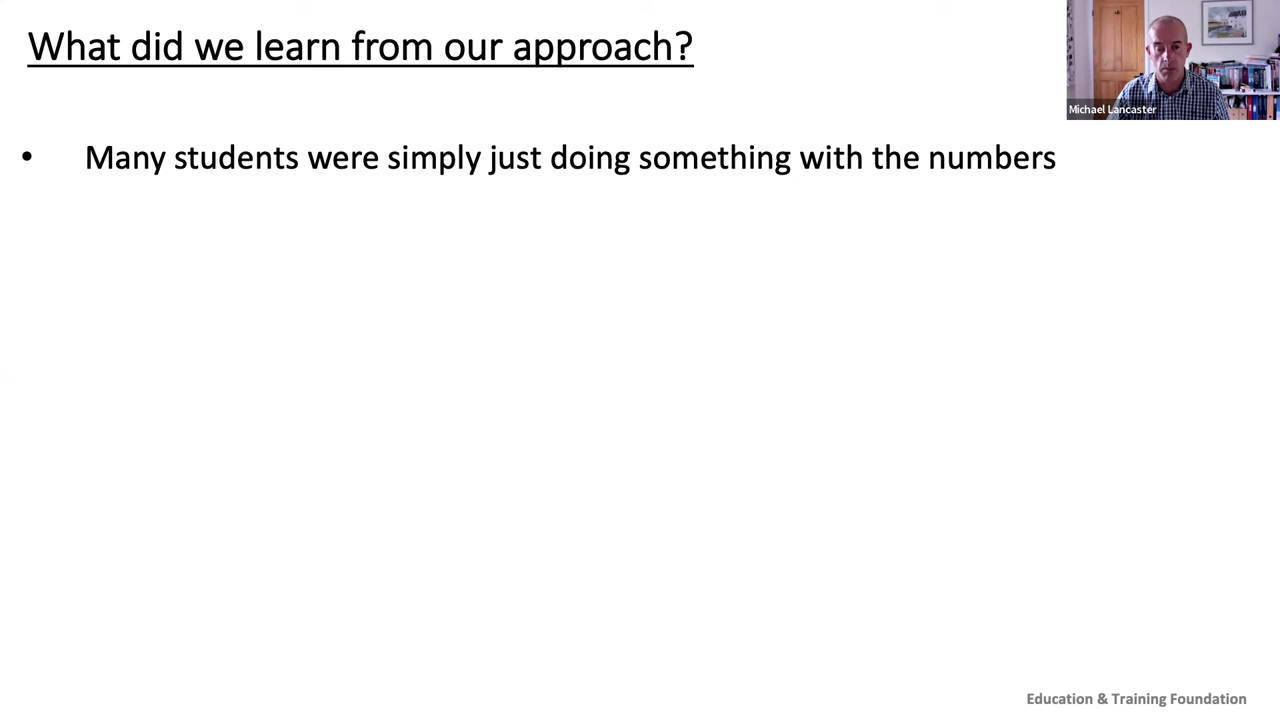 What did we learn from our approach?
Michael Lancaster
• Many students were simply just doing something with the numbers
Education & Training Foundation